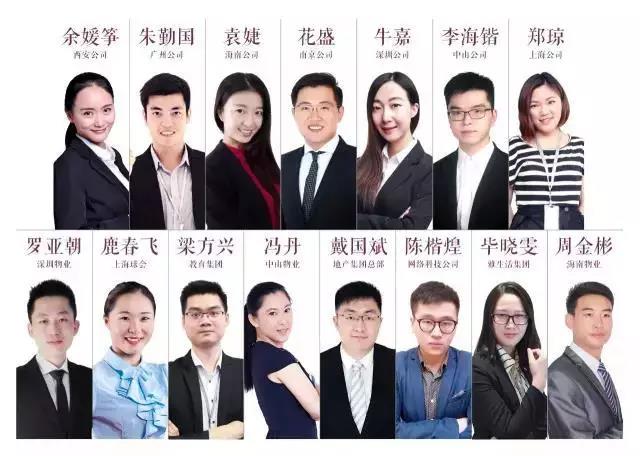 余媛筝 朱勤国 袁婕 花盛 牛嘉 李海锴 郑琼
西安公司 广州公司 海南公司 南京公司 深圳公司 中山公司 上海公司
罗亚朝 鹿春飞 梁方兴 冯丹 戴国斌 陈楷煌 毕晓雯 周金彬
深圳物业 上海球会 教育集团 中山物业 地产集团总部 网络科技公司 雅生活集团 海南物业